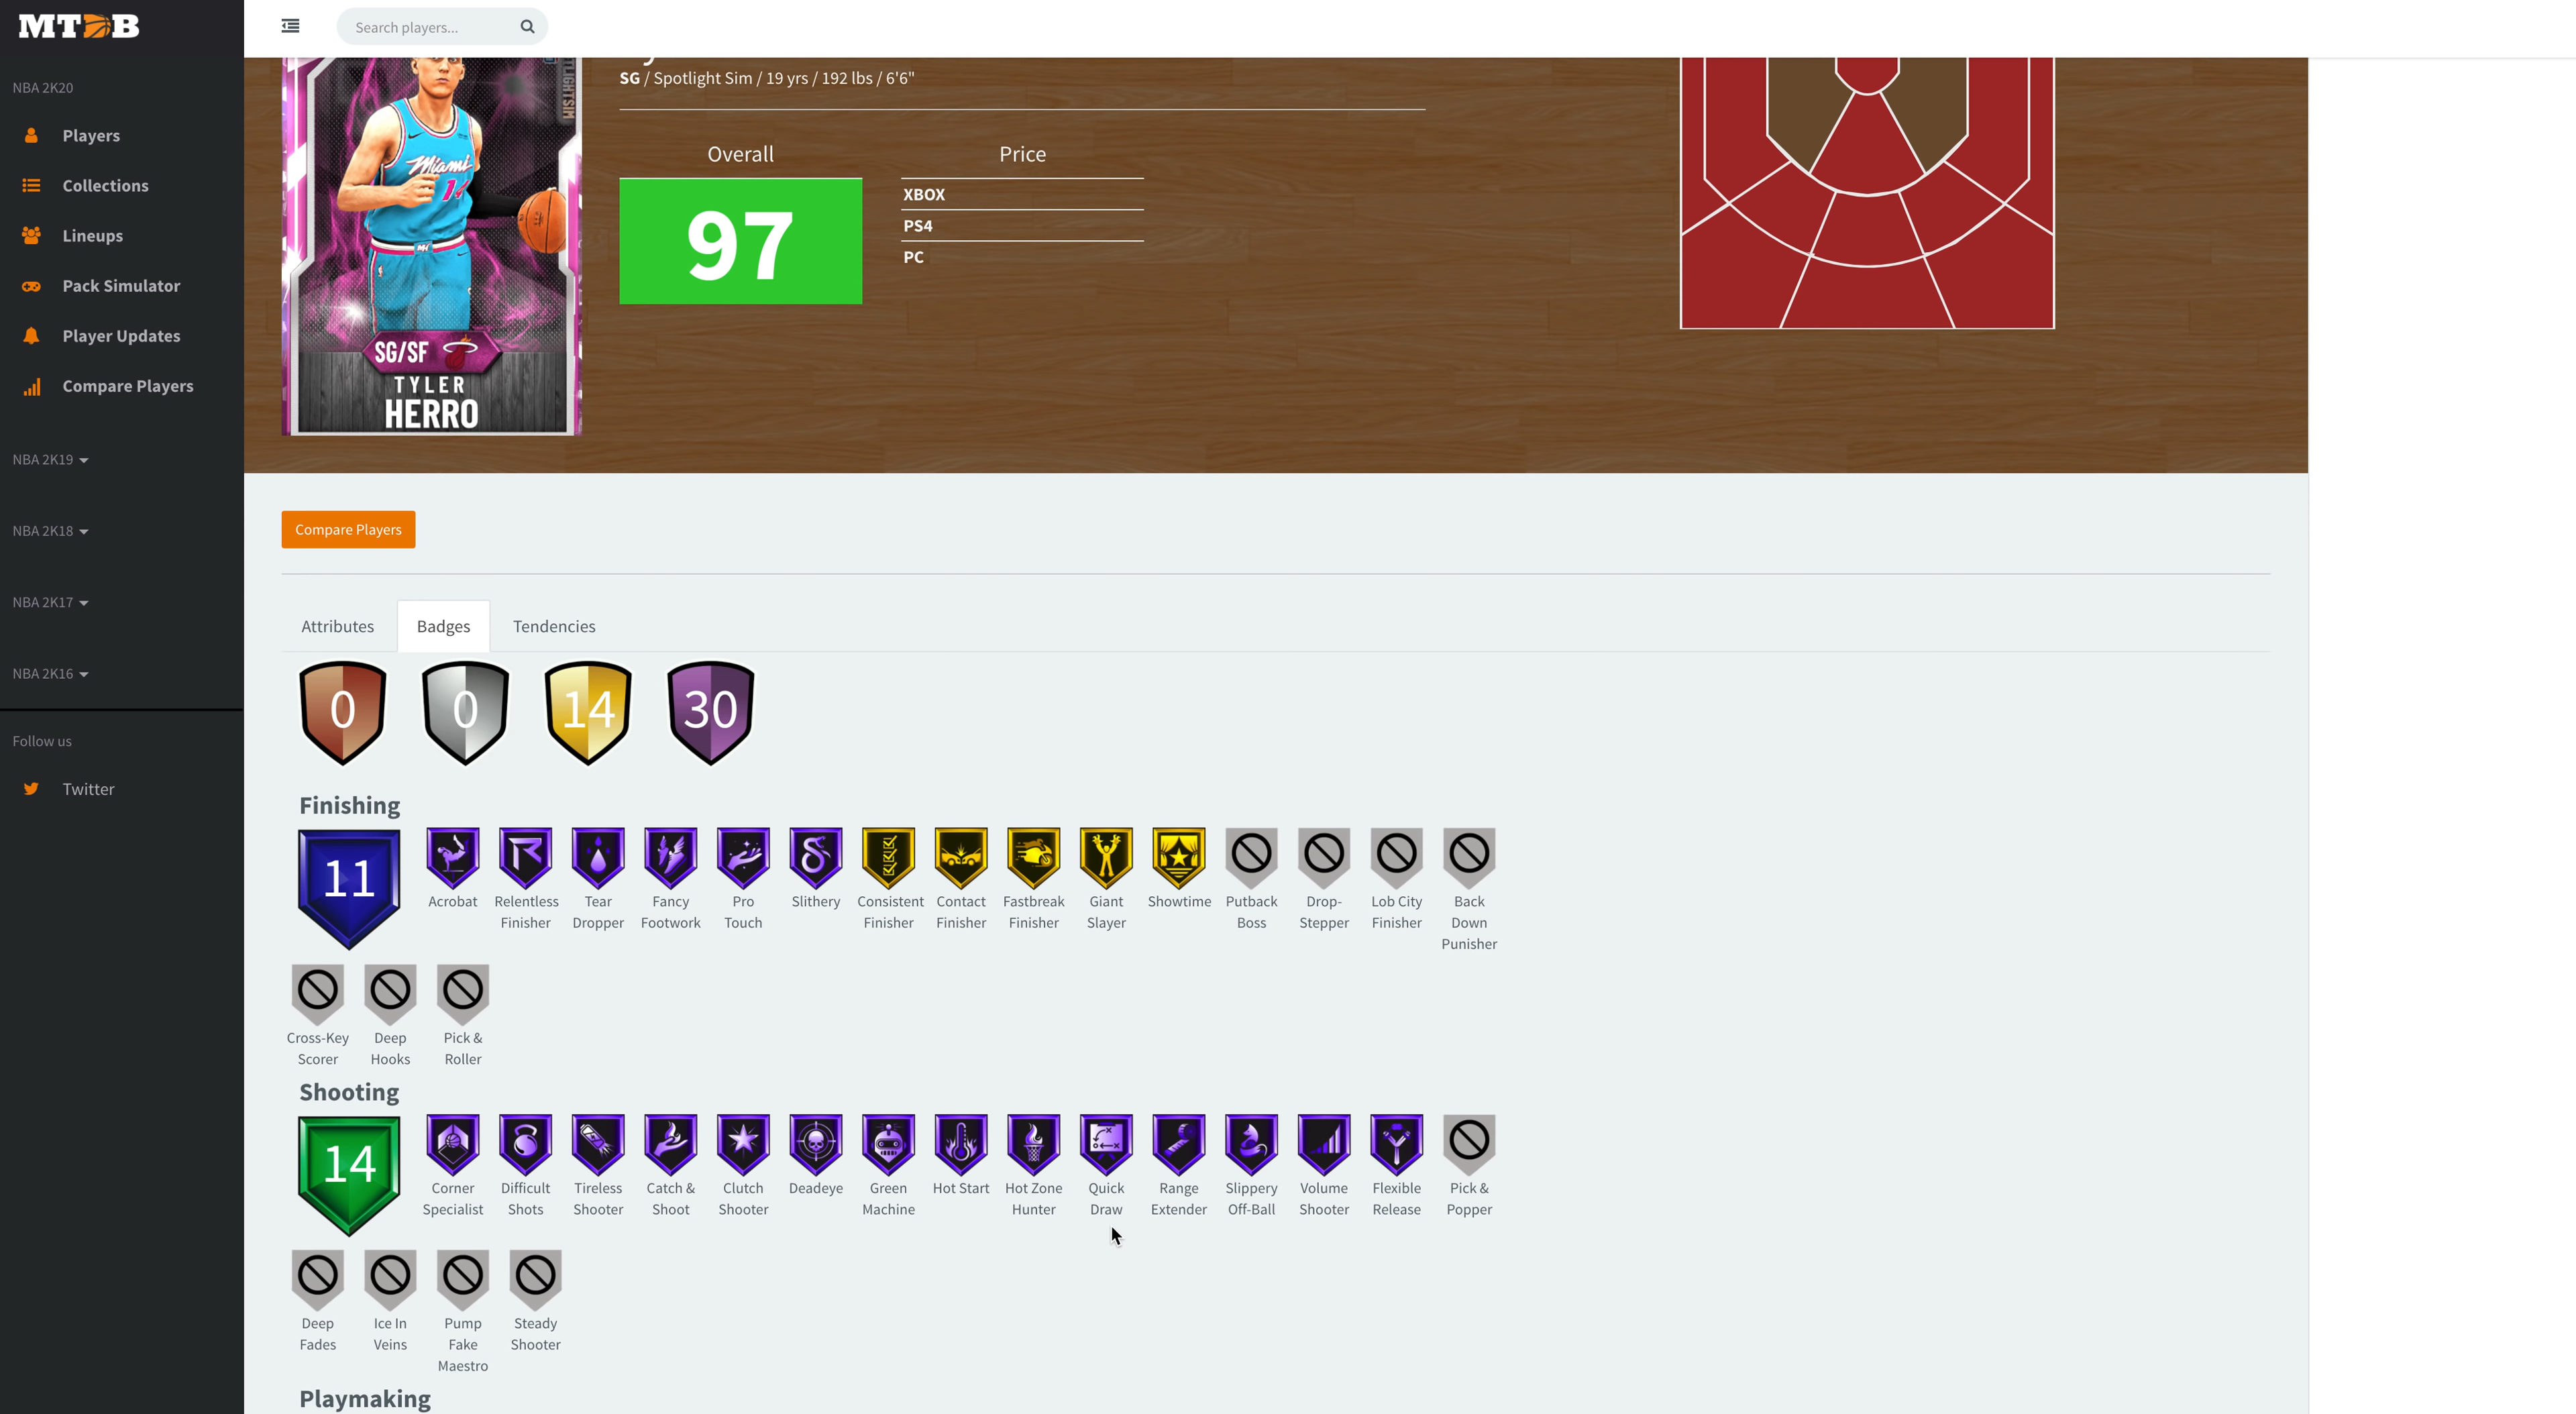 MTDB
Search players...
NBA 2K20
Players
Collections
Lineups
Pack Simulator
Player Updates
Compare Players
NBA 2K19
NBA 2K18
NBA 2K17
NBA 2K16
Follow us
Twitter
Miami
14
SG/SF
TYLER
HERRO
SG / Spotlight Sim / 19 yrs / 192 lbs / 6'6"
Overall
97
Price
XBOX
PS4
PC
Compare Players
Attributes
Badges
Tendencies
0
0
14
30
Finishing
11
Acrobat
Relentless Finisher
Tear Dropper
Fancy Footwork
Pro Touch
Slithery
Consistent Finisher
Contact Finisher
Fastbreak Finisher
Giant Slayer
Showtime
Putback Boss
Drop-Stepper
Lob City Finisher
Back Down Punisher
Cross-Key Scorer
Deep Hooks
Pick & Roller
Shooting
14
Corner Specialist
Difficult Shots
Tireless Shooter
Catch & Shoot
Clutch Shooter
Deadeye
Green Machine
Hot Start
Hot Zone Hunter
Quick Draw
Range Extender
Slippery Off-Ball
Volume Shooter
Flexible Release
Pick & Popper
Deep Fades
Ice In Veins
Pump Fake Maestro
Steady Shooter
Playmaking